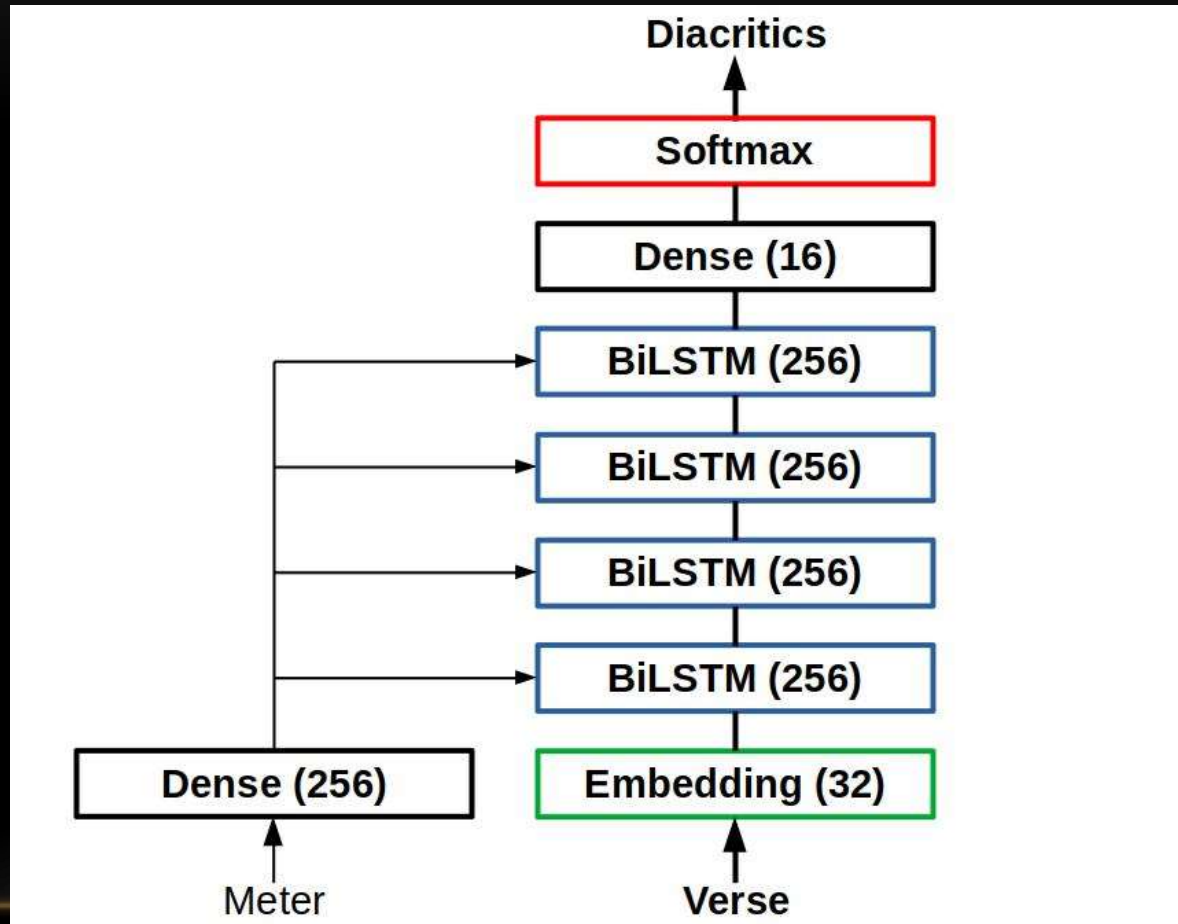 Diacritics
Softmax
Dense (16)
BiLSTM (256)
BiLSTM (256)
BiLSTM (256)
BiLSTM (256)
Dense (256)
Embedding (32)
Meter
Verse